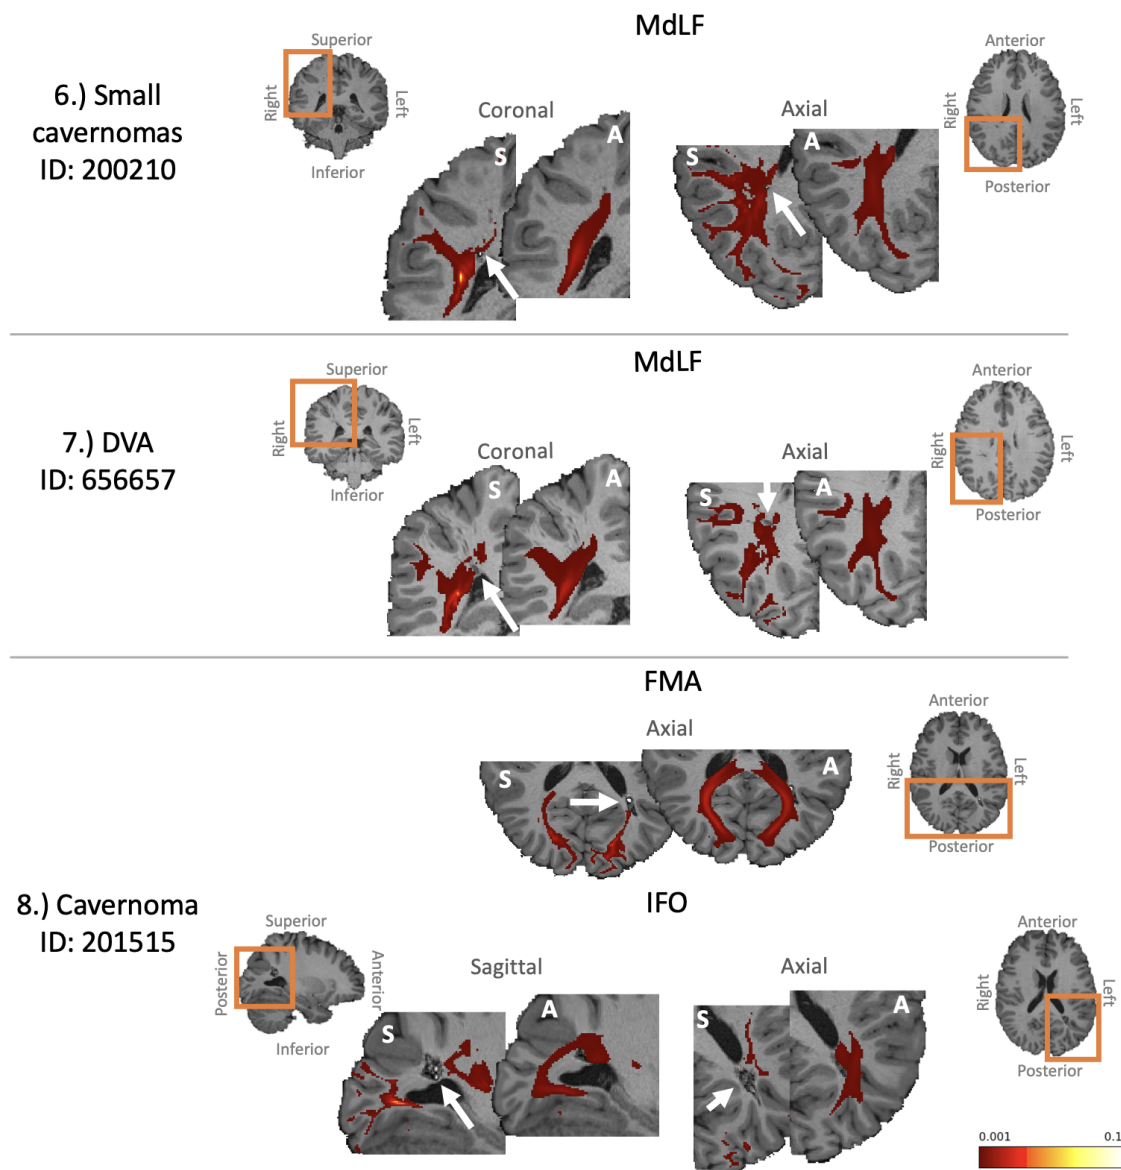 MdLF
6.) Small
cavernomas
ID: 200210
Superior
Right
Left
Inferior
Coronal
S
A
Axial
S
A
Anterior
Right
Left
Posterior
MdLF
7.) DVA
ID: 656657
Superior
Right
Left
Inferior
Coronal
S
A
Axial
S
A
Anterior
Right
Left
Posterior
FMA
Axial
S
A
Anterior
Right
Left
Posterior
8.) Cavernoma
ID: 201515
IFO
Superior
Posterior
Anterior
Inferior
Sagittal
S
A
Axial
S
A
Anterior
Right
Left
Posterior
0.001
0.1